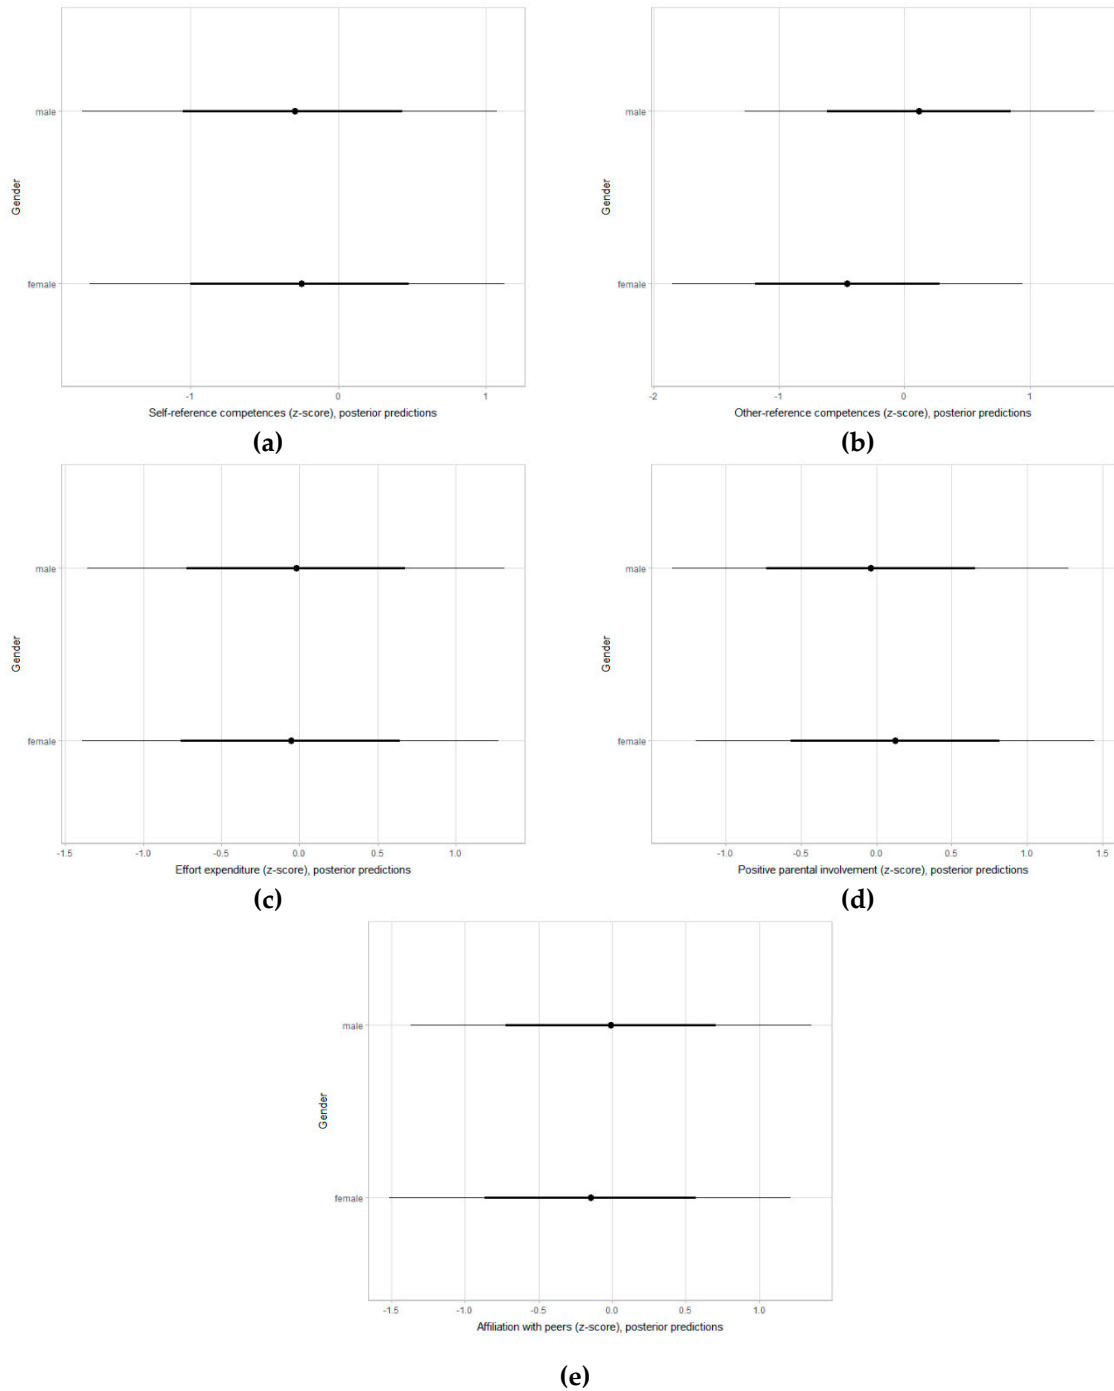 male
Gender
female
-1 0 1
Self-reference competences (z-score), posterior predictions
(a)
male
Gender
female
-2 -1 0 1
Other-reference competences (z-score), posterior predictions
(b)
male
Gender
female
-1.5 -1.0 -0.5 0.0 0.5 1.0
Effort expenditure (z-score), posterior predictions
(c)
male
Gender
female
-1.0 -0.5 0.0 0.5 1.0 1.5
Positive parental involvement (z-score), posterior predictions
(d)
male
Gender
female
-1.5 -1.0 -0.5 0.0 0.5 1.0
Affiliation with peers (z-score), posterior predictions
(e)